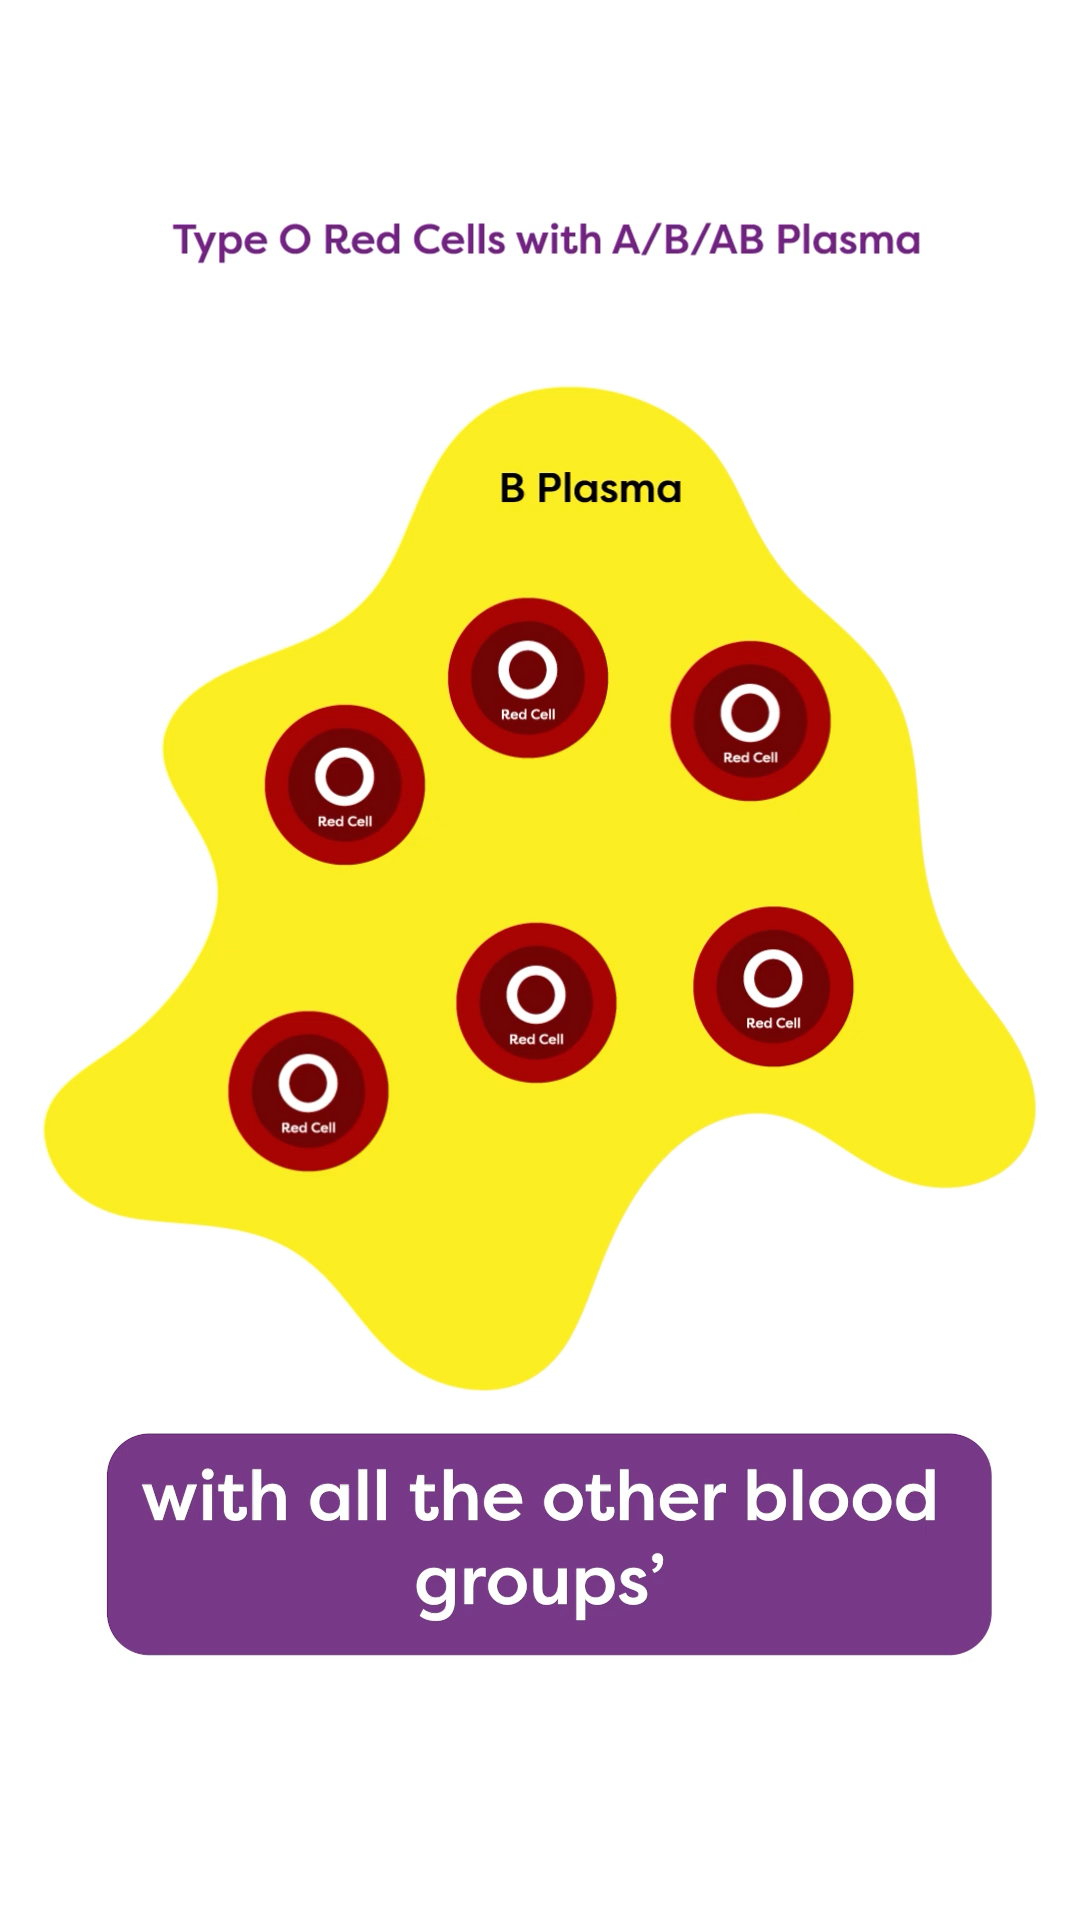 Type O Red Cells with A/B/AB Plasma
B Plasma
O
Red Cell
O
Red Cell
O
Red Cell
O
Red Cell
O
Red Cell
O
Red Cell
with all the other blood
groups’